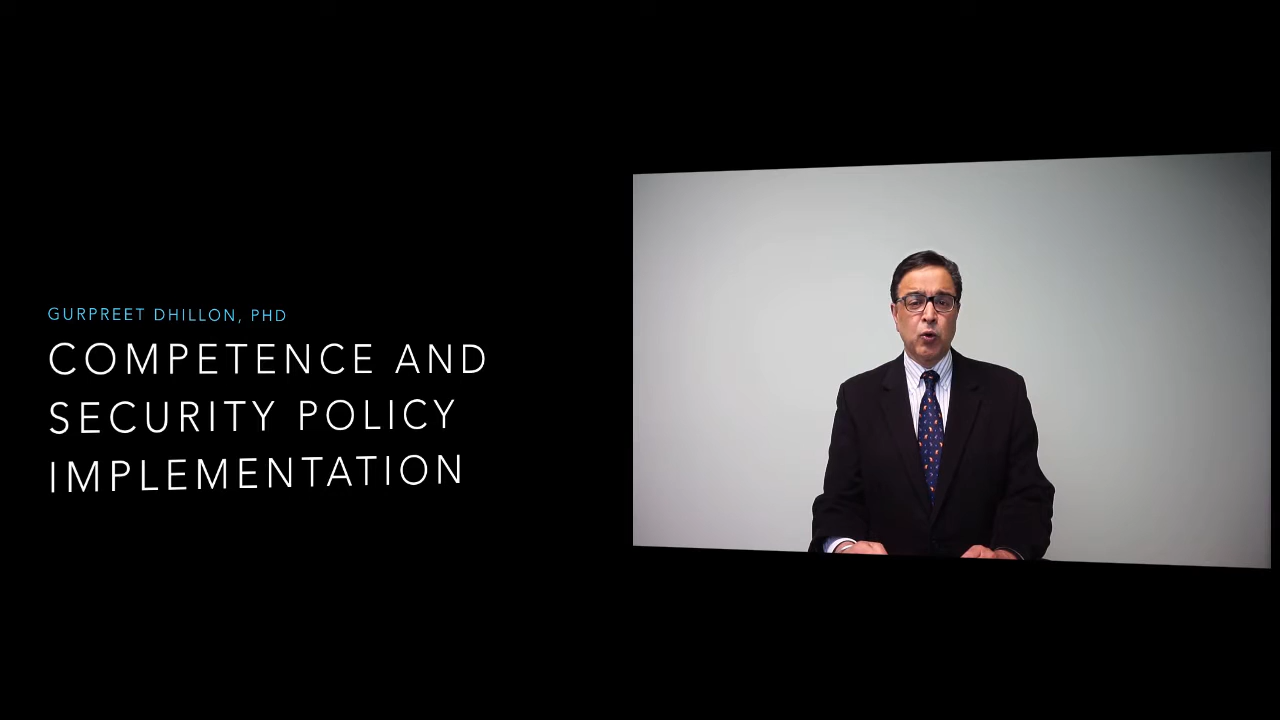 GURPREET DHILLON, PHD
COMPETENCE AND
SECURITY POLICY
IMPLEMENTATION